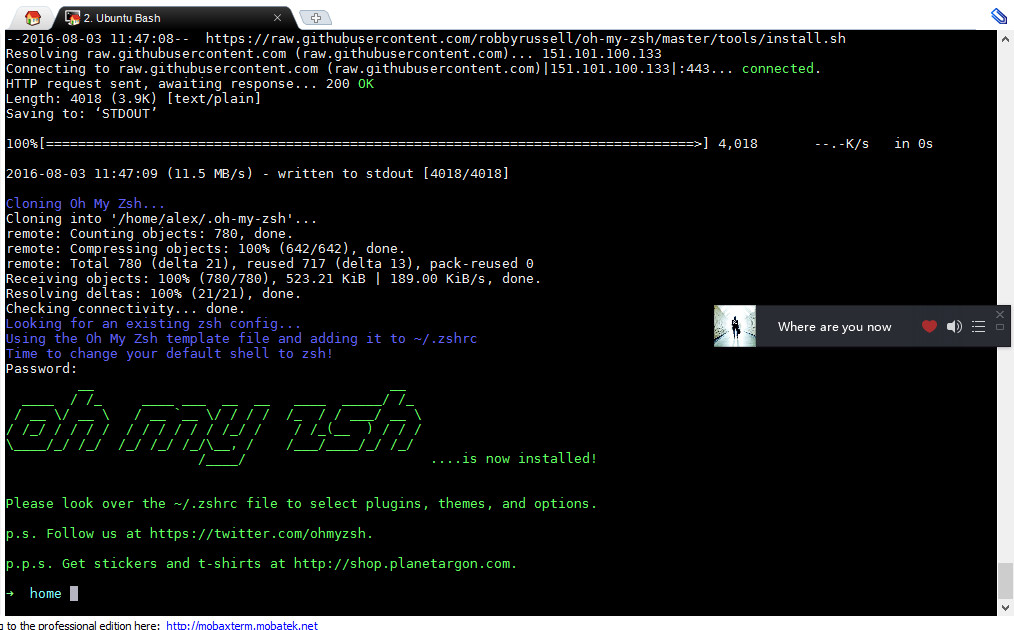 2. Ubuntu Bash
--2016-08-03 11:47:08--  https://raw.githubusercontent.com/robbyrussell/oh-my-zsh/master/tools/install.sh
Resolving raw.githubusercontent.com (raw.githubusercontent.com)... 151.101.100.133
Connecting to raw.githubusercontent.com (raw.githubusercontent.com)|151.101.100.133|:443... connected.
HTTP request sent, awaiting response... 200 OK
Length: 4018 (3.9K) [text/plain]
Saving to: ‘STDOUT’
100%[=================================================================================>] 4,018       --.-K/s   in 0s
2016-08-03 11:47:09 (11.5 MB/s) - written to stdout [4018/4018]
Cloning Oh My Zsh...
Cloning into '/home/alex/.oh-my-zsh'...
remote: Counting objects: 780, done.
remote: Compressing objects: 100% (642/642), done.
remote: Total 780 (delta 21), reused 717 (delta 13), pack-reused 0
Receiving objects: 100% (780/780), 523.21 KiB | 189.00 KiB/s, done.
Resolving deltas: 100% (21/21), done.
Checking connectivity... done.
Looking for an existing zsh config...
Using the Oh My Zsh template file and adding it to ~/.zshrc
Time to change your default shell to zsh!
Password:
Where are you now
oh my zsh
....is now installed!
Please look over the ~/.zshrc file to select plugins, themes, and options.
p.s. Follow us at https://twitter.com/ohmyzsh.
p.p.s. Get stickers and t-shirts at http://shop.planetargon.com.
➜  home
to the professional edition here:  http://mobaxterm.mobatek.net